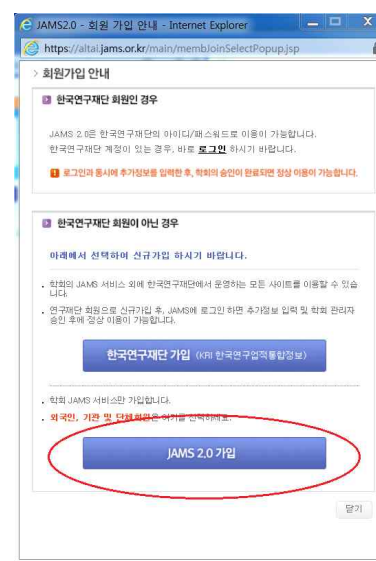 JAMS2.0 - 회원 가입 안내 - Internet Explorer
https://altai.jams.or.kr/main/membJoinSelectPopup.jsp
> 회원가입 안내
한국연구재단 회원인 경우
JAMS 2.0은 한국연구재단의 아이디/패스워드로 이용이 가능합니다.
한국연구재단 계정이 있는 경우, 바로 로그인 하시기 바랍니다.
! 로그인과 동시에 추가정보를 입력한 후, 학회의 승인이 완료되면 정상 이용이 가능합니다.
한국연구재단 회원이 아닌 경우
아래에서 선택하여 신규가입 하시기 바랍니다.
학회의 JAMS 서비스 외에 한국연구재단에서 운영하는 모든 사이트를 이용할 수 있습
니다.
연구재단 회원으로 신규가입 후, JAMS에 로그인 하면 추가정보 입력 및 학회 관리자
승인 후에 정상 이용이 가능합니다.
한국연구재단 가입 (KRI 한국연구업적통합정보)
학회 JAMS 서비스만 가입합니다.
외국인, 기관 및 단체회원은 여기를 선택하세요.
JAMS 2.0 가입
닫기